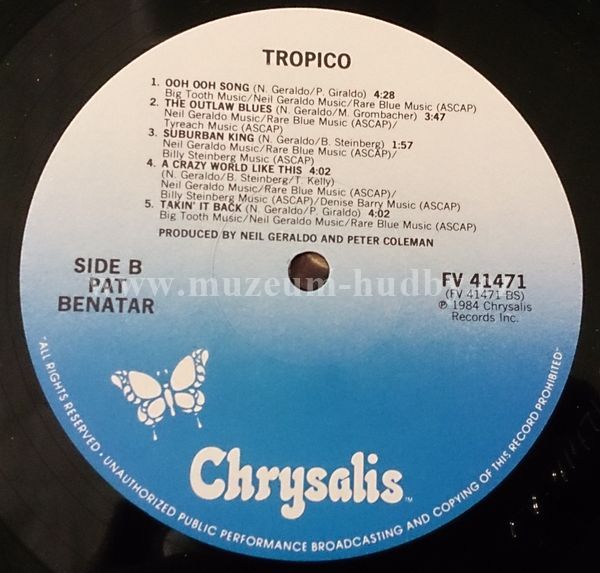 TROPICO
1. OOH OOH SONG (N. Geraldo/P. Giraldo) 4:28
Big Tooth Music/Neil Geraldo Music/Rare Blue Music (ASCAP)
2. THE OUTLAW BLUES (N. Geraldo/M. Grombacher) 3:47
Neil Geraldo Music/Rare Blue Music (ASCAP)/
Tyreach Music (ASCAP)
3. SUBURBAN KING (N. Geraldo/B. Steinberg) 1:57
Neil Geraldo Music/Rare Blue Music (ASCAP)/
Billy Steinberg Music (ASCAP)
4. A CRAZY WORLD LIKE THIS 4:02
(N. Geraldo/B. Steinberg/T. Kelly)
Neil Geraldo Music/Rare Blue Music (ASCAP)/
Billy Steinberg Music (ASCAP)/Denise Barry Music (ASCAP)
5. TAKIN' IT BACK (N. Geraldo/P. Giraldo) 4:02
Big Tooth Music/Neil Geraldo Music/Rare Blue Music (ASCAP)
PRODUCED BY NEIL GERALDO AND PETER COLEMAN
SIDE B
PAT
BENATAR
FV 41471
(FV 41471 BS)
℗ 1984 Chrysalis
Records Inc.
Chrysalis™
"ALL RIGHTS RESERVED • UNAUTHORIZED PUBLIC PERFORMANCE BROADCASTING AND COPYING OF THIS RECORD PROHIBITED"